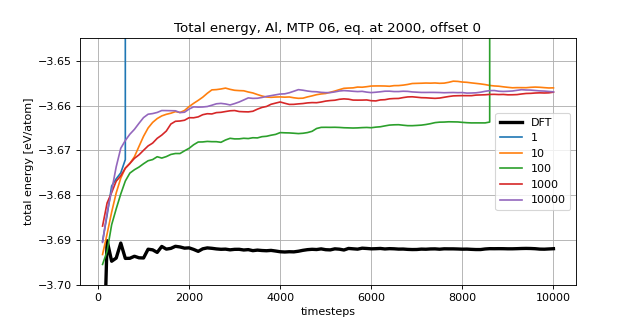 Total energy, Al, MTP 06, eq. at 2000, offset 0
total energy [eV/atom]
−3.65
−3.66
−3.67
−3.68
−3.69
−3.70
DFT
1
10
100
1000
10000
0 2000 4000 6000 8000 10000
timesteps